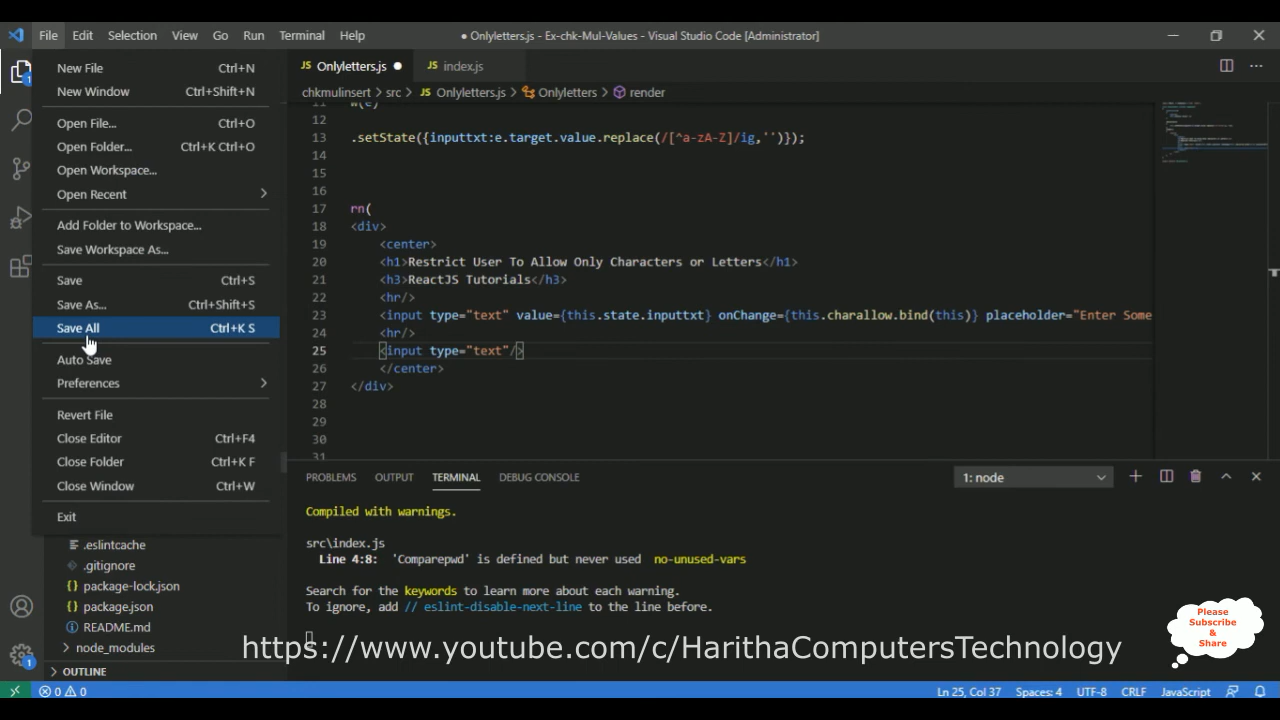 File Edit Selection View Go Run Terminal Help
● Onlyletters.js - Ex-chk-Mul-Values - Visual Studio Code [Administrator]
New File Ctrl+N
New Window Ctrl+Shift+N
Open File... Ctrl+O
Open Folder... Ctrl+K Ctrl+O
Open Workspace...
Open Recent
Add Folder to Workspace...
Save Workspace As...
Save Ctrl+S
Save As... Ctrl+Shift+S
Save All Ctrl+K S
Auto Save
Preferences
Revert File
Close Editor Ctrl+F4
Close Folder Ctrl+K F
Close Window Ctrl+W
Exit
.eslintcache
.gitignore
{} package-lock.json
{} package.json
README.md
node_modules
OUTLINE
JS Onlyletters.js ●
JS index.js
chkmulinsert > src > JS Onlyletters.js > Onlyletters > render
11 w(e)
12
13 .setState({inputtxt:e.target.value.replace(/[^a-zA-Z]/ig,'')});
14
15
16
17 rn(
18 <div>
19 <center>
20 <h1>Restrict User To Allow Only Characters or Letters</h1>
21 <h3>ReactJS Tutorials</h3>
22 <hr/>
23 <input type="text" value={this.state.inputtxt} onChange={this.charallow.bind(this)} placeholder="Enter Some
24 <hr/>
25 <input type="text"/>
26 </center>
27 </div>
28
29
30
31
PROBLEMS OUTPUT TERMINAL DEBUG CONSOLE
1: node
Compiled with warnings.
src\index.js
Line 4:8: 'Comparepwd' is defined but never used no-unused-vars
Search for the keywords to learn more about each warning.
To ignore, add // eslint-disable-next-line to the line before.
https://www.youtube.com/c/HarithaComputersTechnology
Please
Subscribe
&
Share
1
1
0 0
Ln 25, Col 37 Spaces: 4 UTF-8 CRLF JavaScript